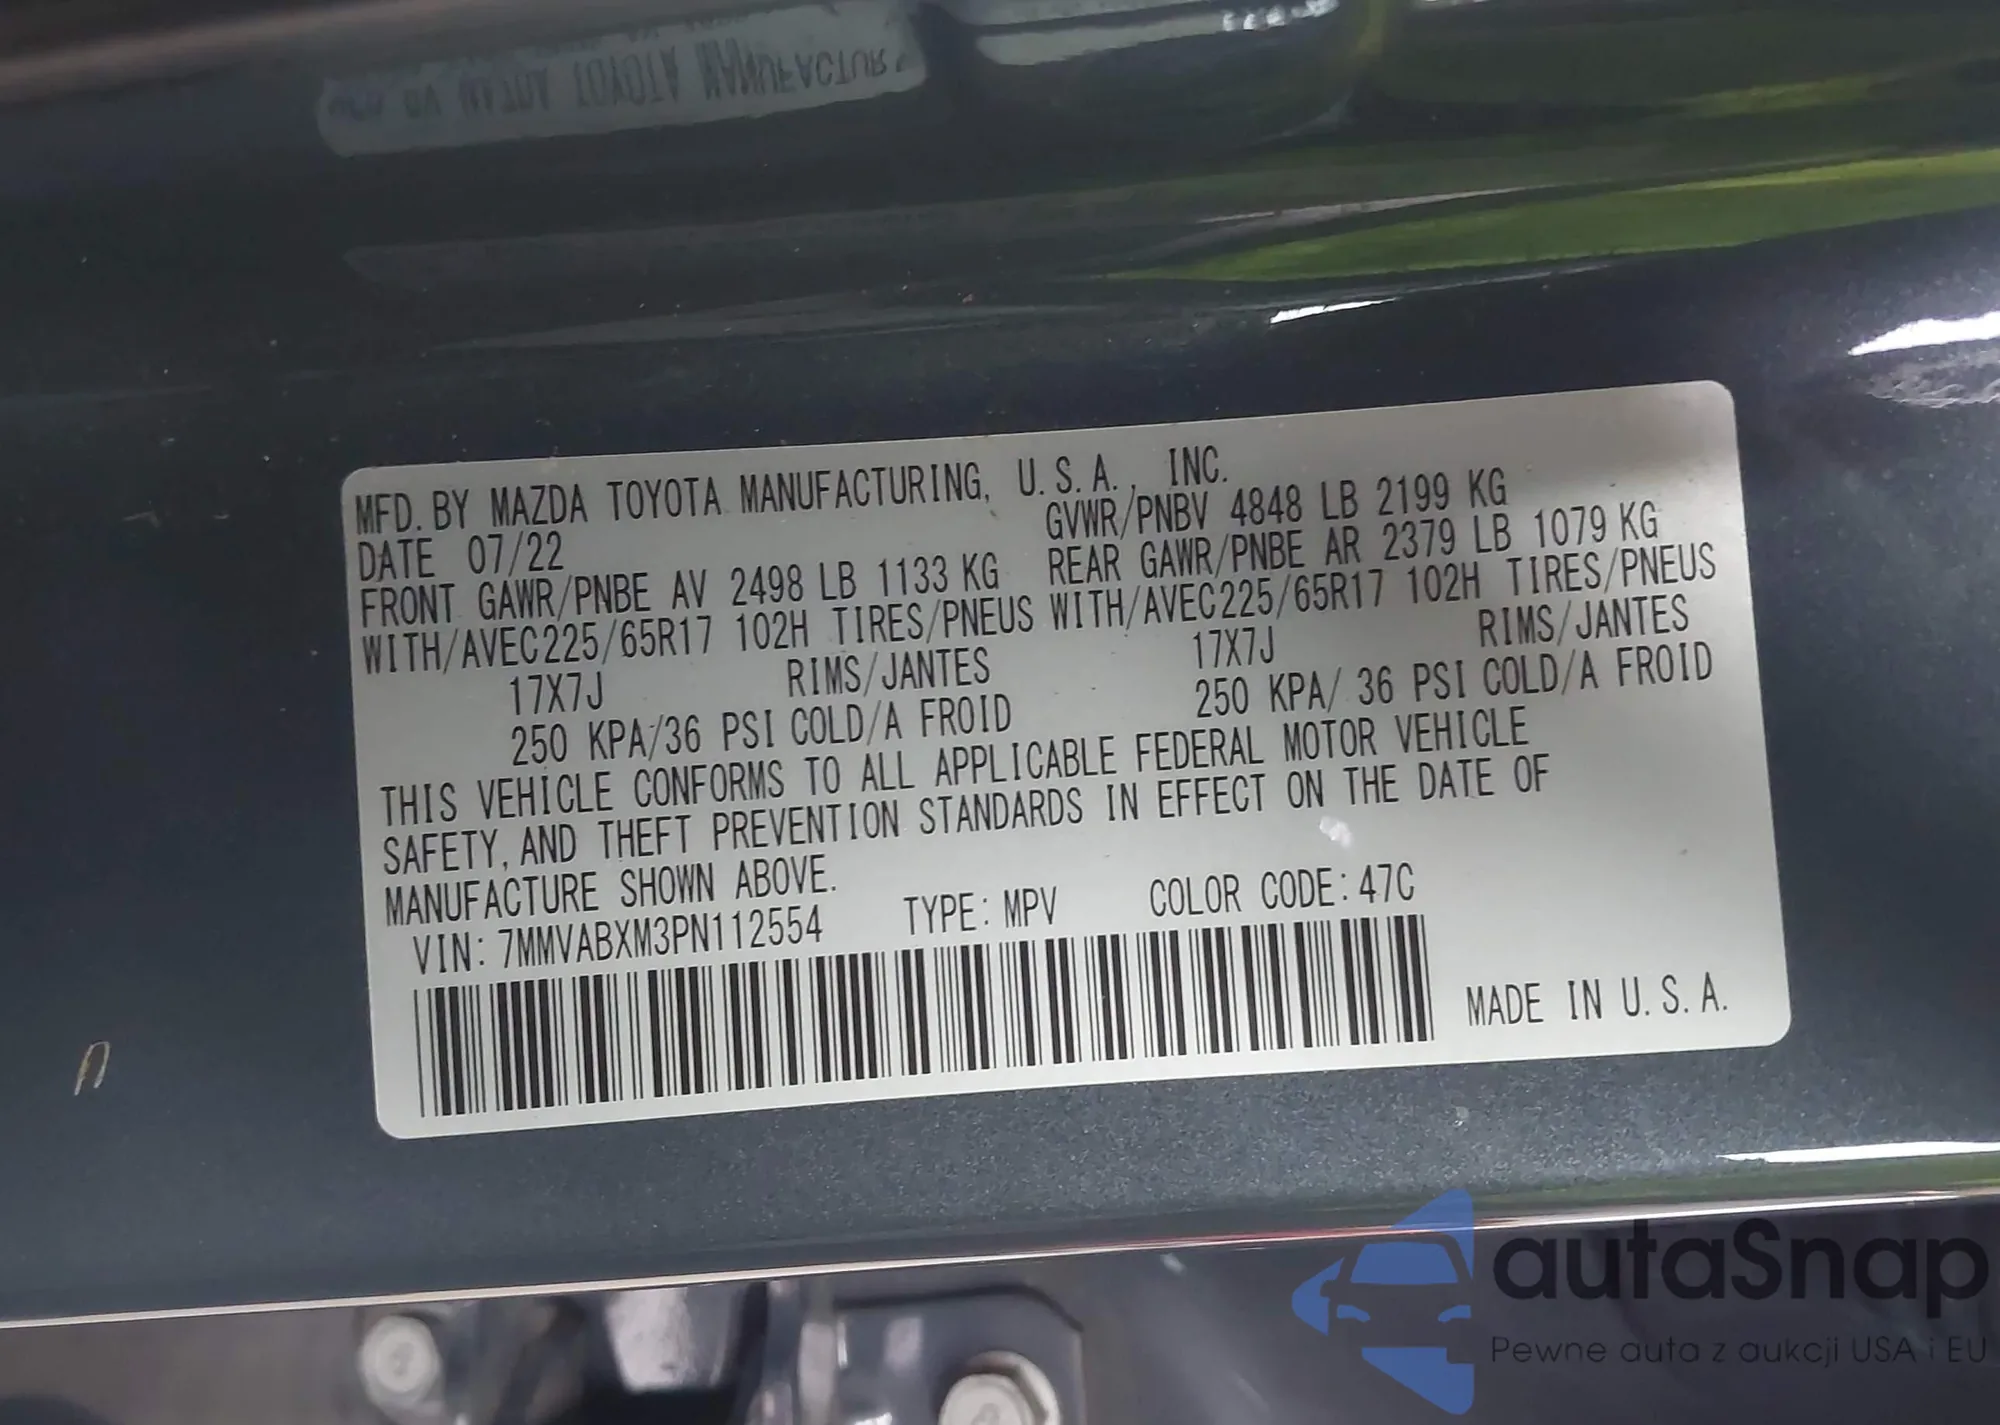 MFD. BY MAZDA TOYOTA MANUFACTURING, U.S.A., INC.
DATE 07/22
GVWR/PNBV 4848 LB 2199 KG
FRONT GAWR/PNBE AV 2498 LB 1133 KG
REAR GAWR/PNBE AR 2379 LB 1079 KG
WITH/AVEC225/65R17 102H TIRES/PNEUS
WITH/AVEC225/65R17 102H TIRES/PNEUS
17X7J RIMS/JANTES
17X7J RIMS/JANTES
250 KPA/36 PSI COLD/A FROID
250 KPA/ 36 PSI COLD/A FROID
THIS VEHICLE CONFORMS TO ALL APPLICABLE FEDERAL MOTOR VEHICLE
SAFETY, AND THEFT PREVENTION STANDARDS IN EFFECT ON THE DATE OF
MANUFACTURE SHOWN ABOVE.
VIN: 7MMVABXM3PN112554 TYPE: MPV COLOR CODE: 47C
MADE IN U.S.A.
autaSnap
Pewne auta z aukcji USA i EU